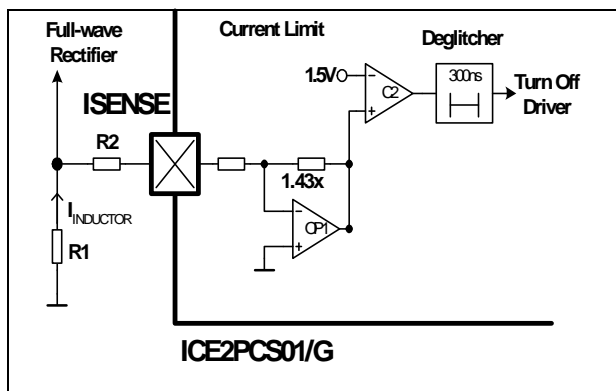 Full-wave
Rectifier
Current Limit
Deglitcher
1.5V
C2
300ns
Turn Off
Driver
ISENSE
R2
1.43x
IINDUCTOR
OP1
R1
ICE2PCS01/G